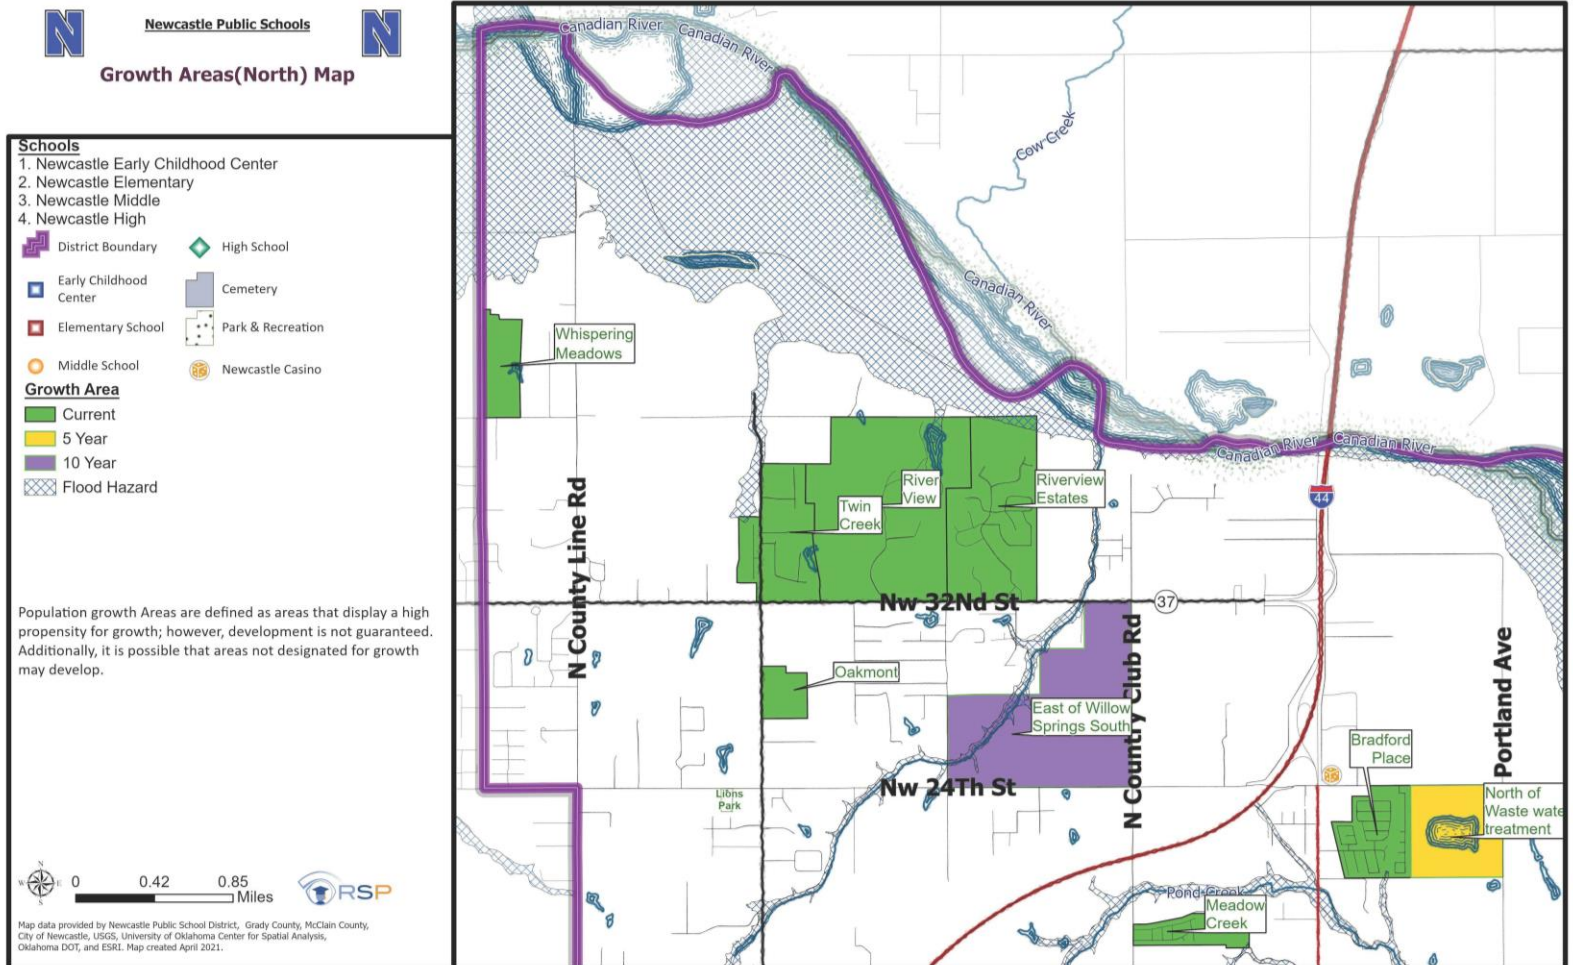 N
Newcastle Public Schools
N
Growth Areas(North) Map
Schools
1. Newcastle Early Childhood Center
2. Newcastle Elementary
3. Newcastle Middle
4. Newcastle High
District Boundary
High School
Early Childhood
Center
Cemetery
Elementary School
Park & Recreation
Middle School
Newcastle Casino
Growth Area
Current
5 Year
10 Year
Flood Hazard
Population growth Areas are defined as areas that display a high
propensity for growth; however, development is not guaranteed.
Additionally, it is possible that areas not designated for growth
may develop.
N
W
E
S
0
0.42
0.85
Miles
RSP
Map data provided by Newcastle Public School District, Grady County, McClain County,
City of Newcastle, USGS, University of Oklahoma Center for Spatial Analysis,
Oklahoma DOT, and ESRI. Map created April 2021.
Canadian River
Canadian River
Cow Creek
Canadian River
Whispering
Meadows
Canadian River
Canadian River
River
View
Riverview
Estates
Twin
Creek
44
N County Line Rd
Nw 32Nd St
37
Oakmont
East of Willow
Springs South
N Country Club Rd
Portland Ave
Bradford
Place
Lions
Park
Nw 24Th St
North of
Waste wate
treatment
Pond Creek
Meadow
Creek